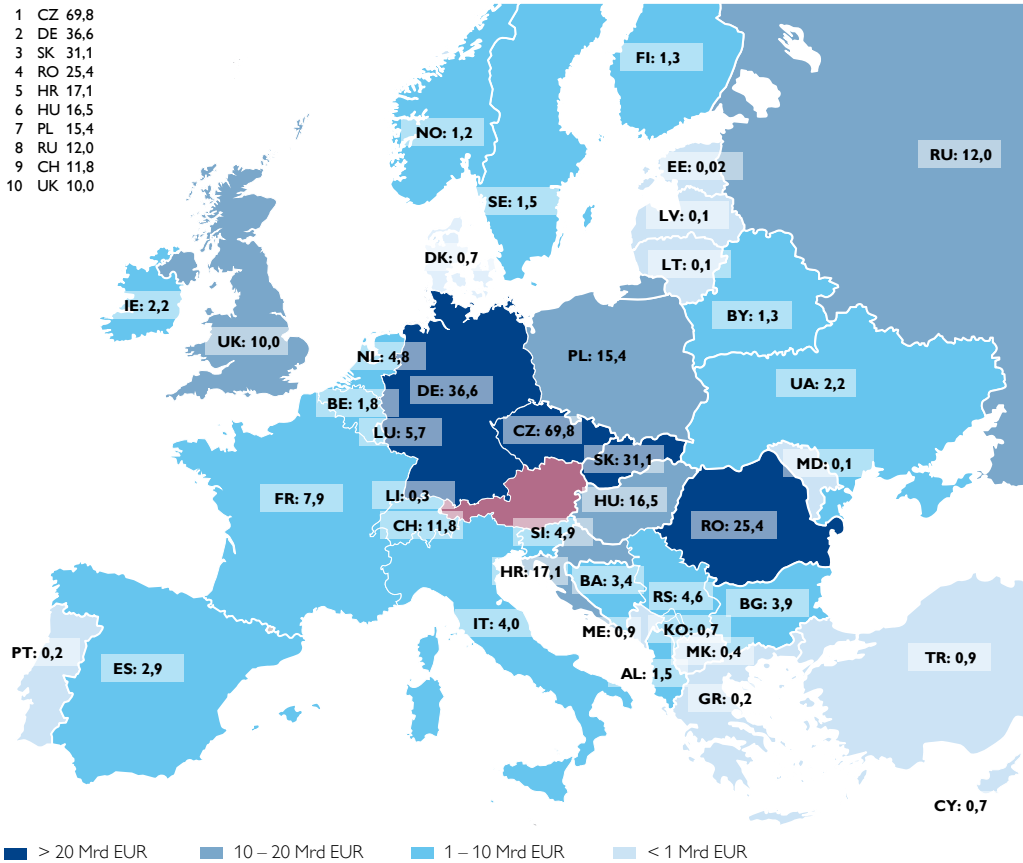 1 CZ 69,8
2 DE 36,6
3 SK 31,1
4 RO 25,4
5 HR 17,1
6 HU 16,5
7 PL 15,4
8 RU 12,0
9 CH 11,8
10 UK 10,0
FI: 1,3
NO: 1,2
RU: 12,0
EE: 0,02
SE: 1,5
LV: 0,1
DK: 0,7
LT: 0,1
IE: 2,2
BY: 1,3
UK: 10,0
NL: 4,8
PL: 15,4
UA: 2,2
DE: 36,6
BE: 1,8
LU: 5,7
CZ: 69,8
SK: 31,1
MD: 0,1
FR: 7,9
LI: 0,3
HU: 16,5
CH: 11,8
RO: 25,4
SI: 4,9
HR: 17,1
BA: 3,4
RS: 4,6
BG: 3,9
IT: 4,0
ME: 0,9
KO: 0,7
PT: 0,2
MK: 0,4
TR: 0,9
ES: 2,9
AL: 1,5
GR: 0,2
CY: 0,7
> 20 Mrd EUR
10 – 20 Mrd EUR
1 – 10 Mrd EUR
< 1 Mrd EUR